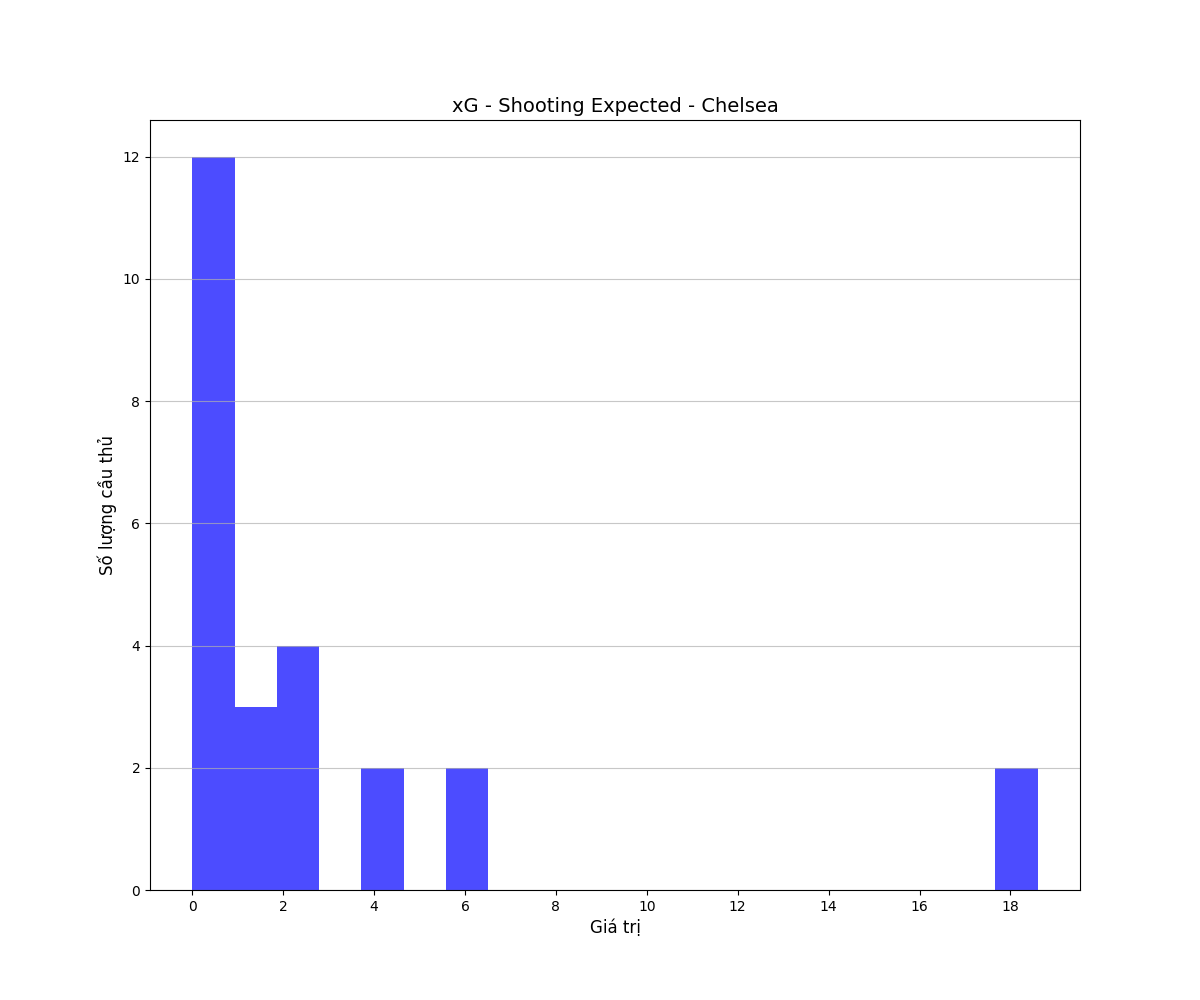 xG - Shooting Expected - Chelsea
12
10
8
6
4
2
0
Số lượng cầu thủ
0 2 4 6 8 10 12 14 16 18
Giá trị